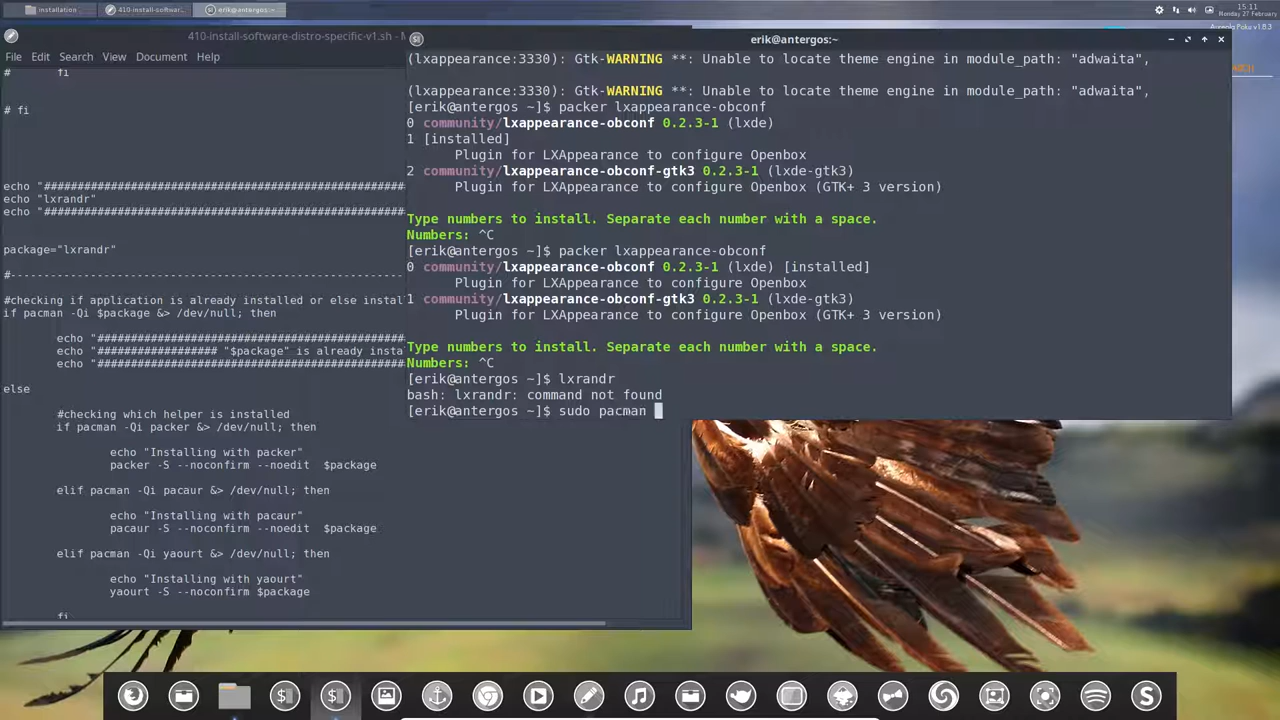 installation
410-install-softwar..
erik@antergos:~
15:11
Monday 27 February
410-install-software-distro-specific-v1.sh - M
File Edit Search View Document Help
# fi
# fi
echo "###########################################
echo "lxrandr"
echo "###########################################
package="lxrandr"
#--------------------------------------------------
#checking if application is already installed or else instal
if pacman -Qi $package &> /dev/null; then
echo "###########################################
echo "################## "$package" is already insta
echo "###########################################
else
#checking which helper is installed
if pacman -Qi packer &> /dev/null; then
echo "Installing with packer"
packer -S --noconfirm --noedit  $package
elif pacman -Qi pacaur &> /dev/null; then
echo "Installing with pacaur"
pacaur -S --noconfirm --noedit  $package
elif pacman -Qi yaourt &> /dev/null; then
echo "Installing with yaourt"
yaourt -S --noconfirm $package
fi
erik@antergos:~
(lxappearance:3330): Gtk-WARNING **: Unable to locate theme engine in module_path: "adwaita",
(lxappearance:3330): Gtk-WARNING **: Unable to locate theme engine in module_path: "adwaita",
[erik@antergos ~]$ packer lxappearance-obconf
0 community/lxappearance-obconf 0.2.3-1 (lxde)
1 [installed]
Plugin for LXAppearance to configure Openbox
2 community/lxappearance-obconf-gtk3 0.2.3-1 (lxde-gtk3)
Plugin for LXAppearance to configure Openbox (GTK+ 3 version)
Type numbers to install. Separate each number with a space.
Numbers: ^C
[erik@antergos ~]$ packer lxappearance-obconf
0 community/lxappearance-obconf 0.2.3-1 (lxde) [installed]
Plugin for LXAppearance to configure Openbox
1 community/lxappearance-obconf-gtk3 0.2.3-1 (lxde-gtk3)
Plugin for LXAppearance to configure Openbox (GTK+ 3 version)
Type numbers to install. Separate each number with a space.
Numbers: ^C
[erik@antergos ~]$ lxrandr
bash: lxrandr: command not found
[erik@antergos ~]$ sudo pacman